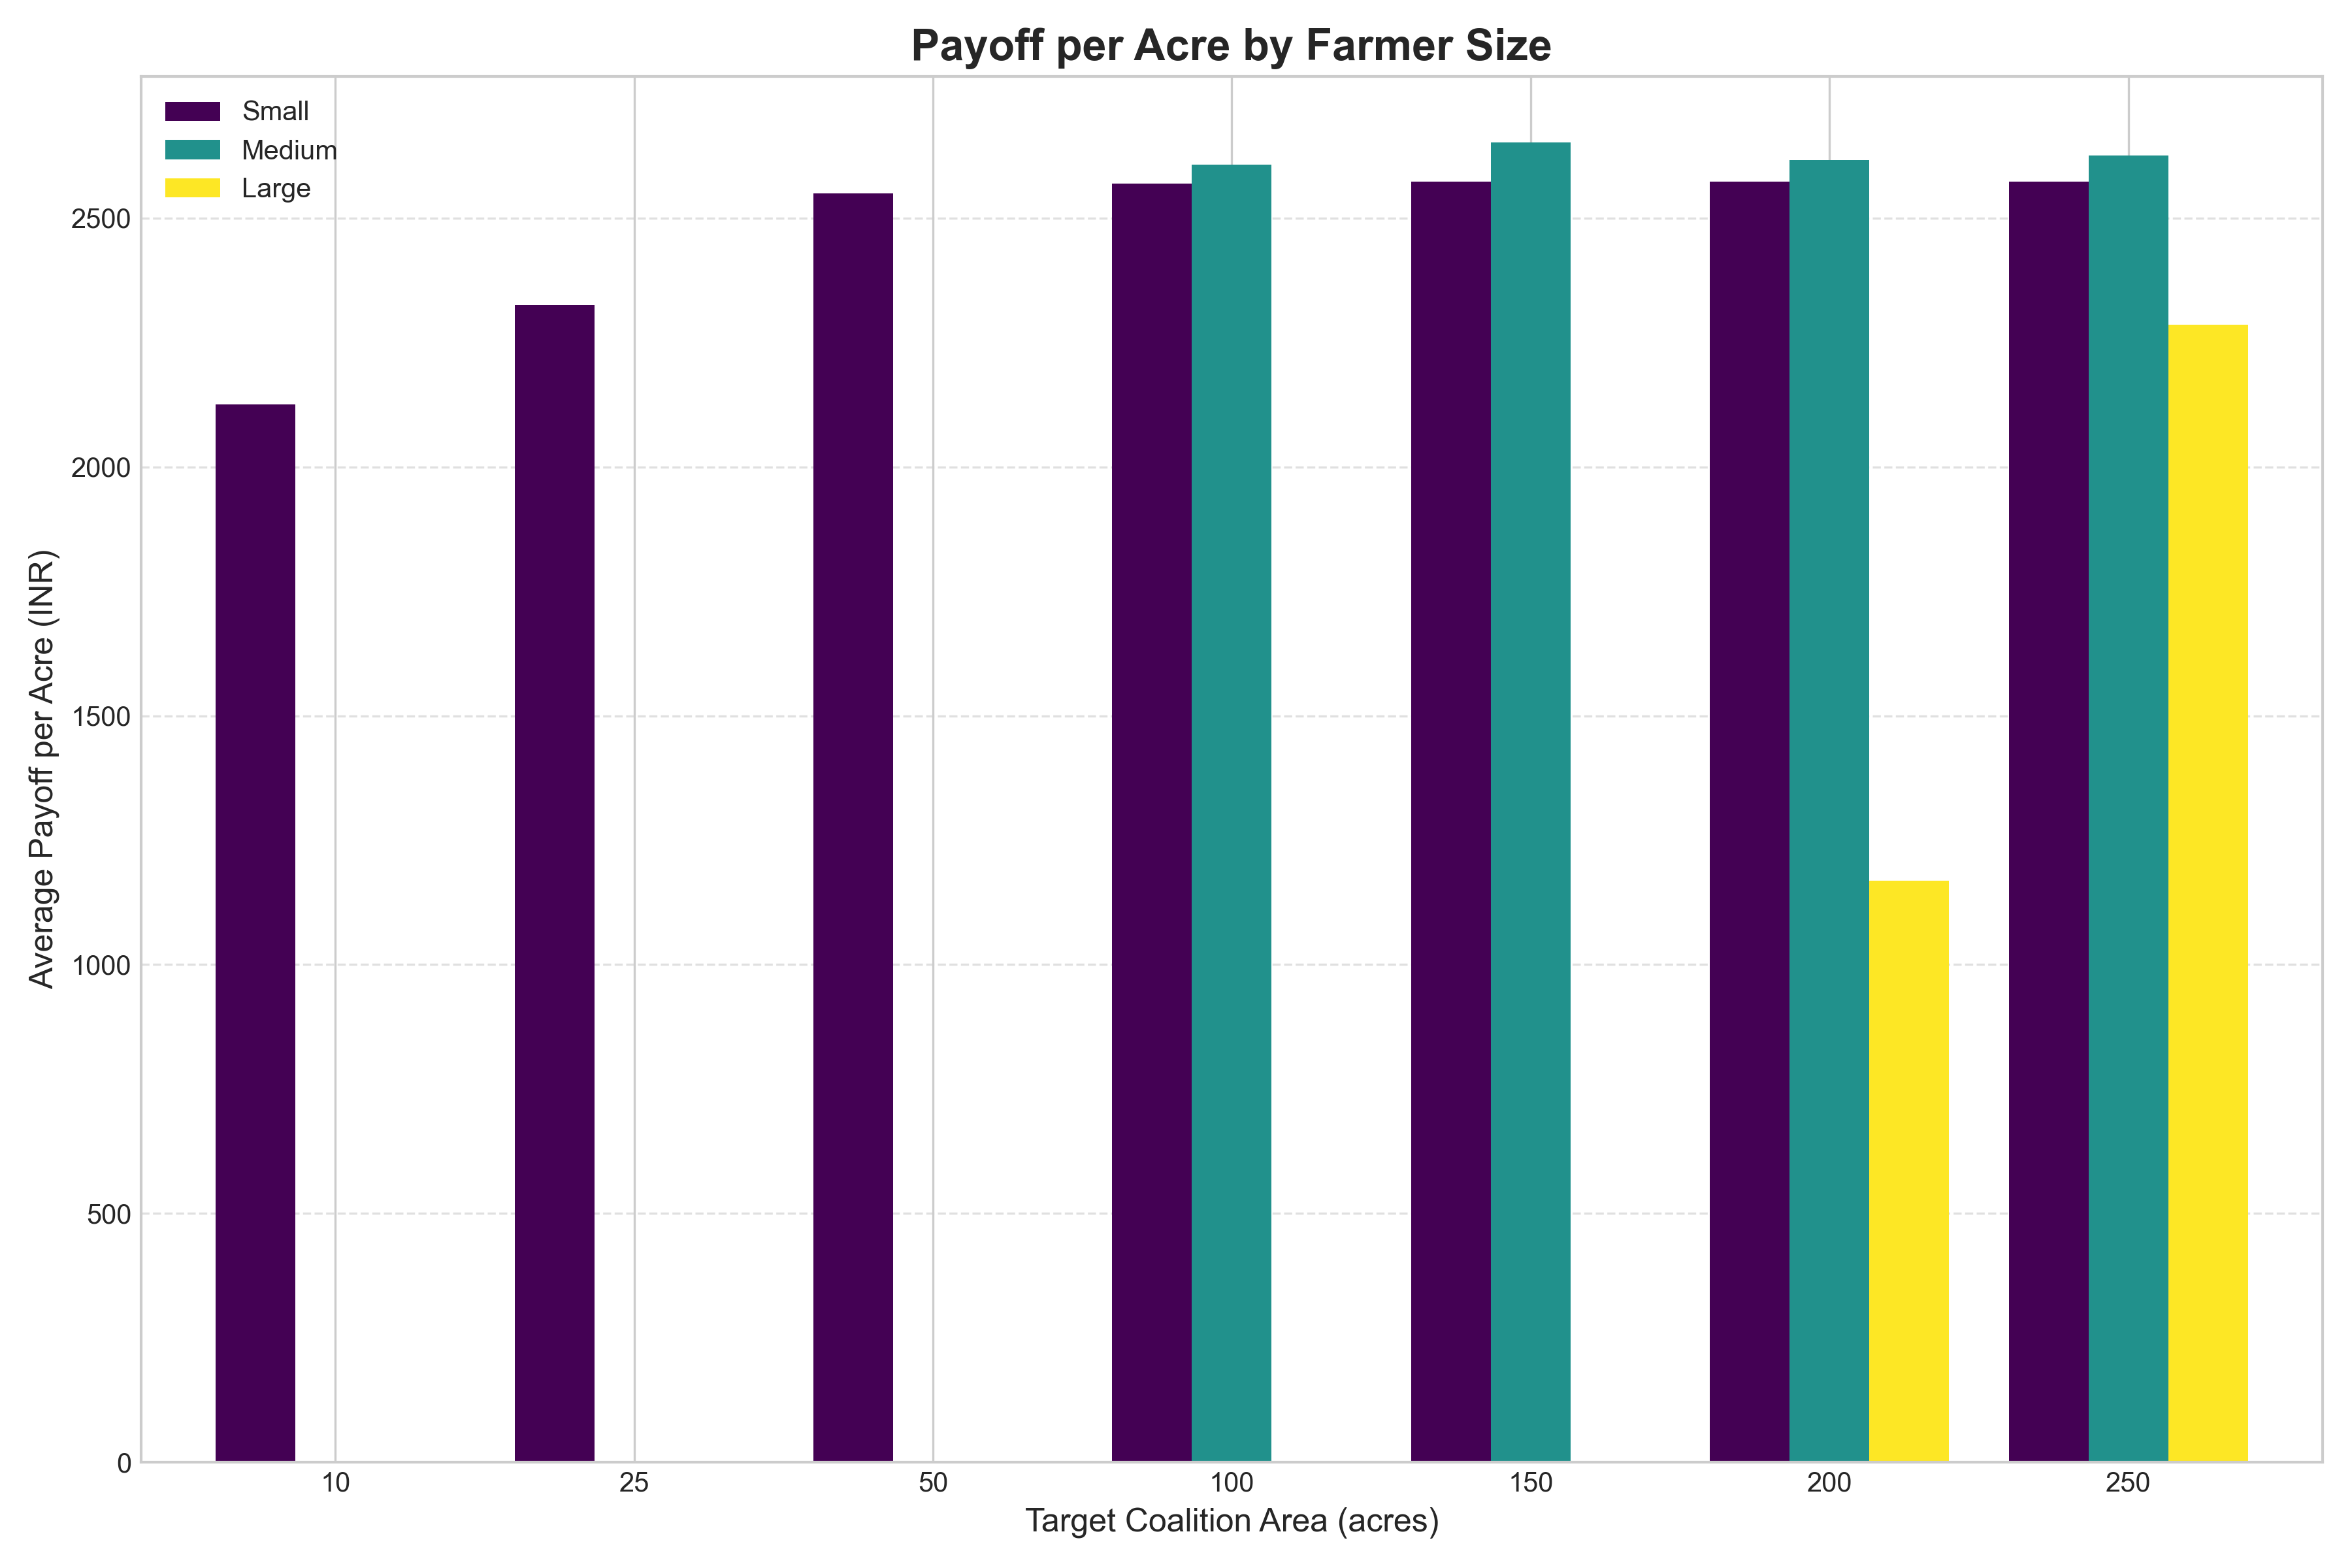 Payoff per Acre by Farmer Size
Small
Medium
Large
Average Payoff per Acre (INR)
2500
2000
1500
1000
500
0
10 25 50 100 150 200 250
Target Coalition Area (acres)